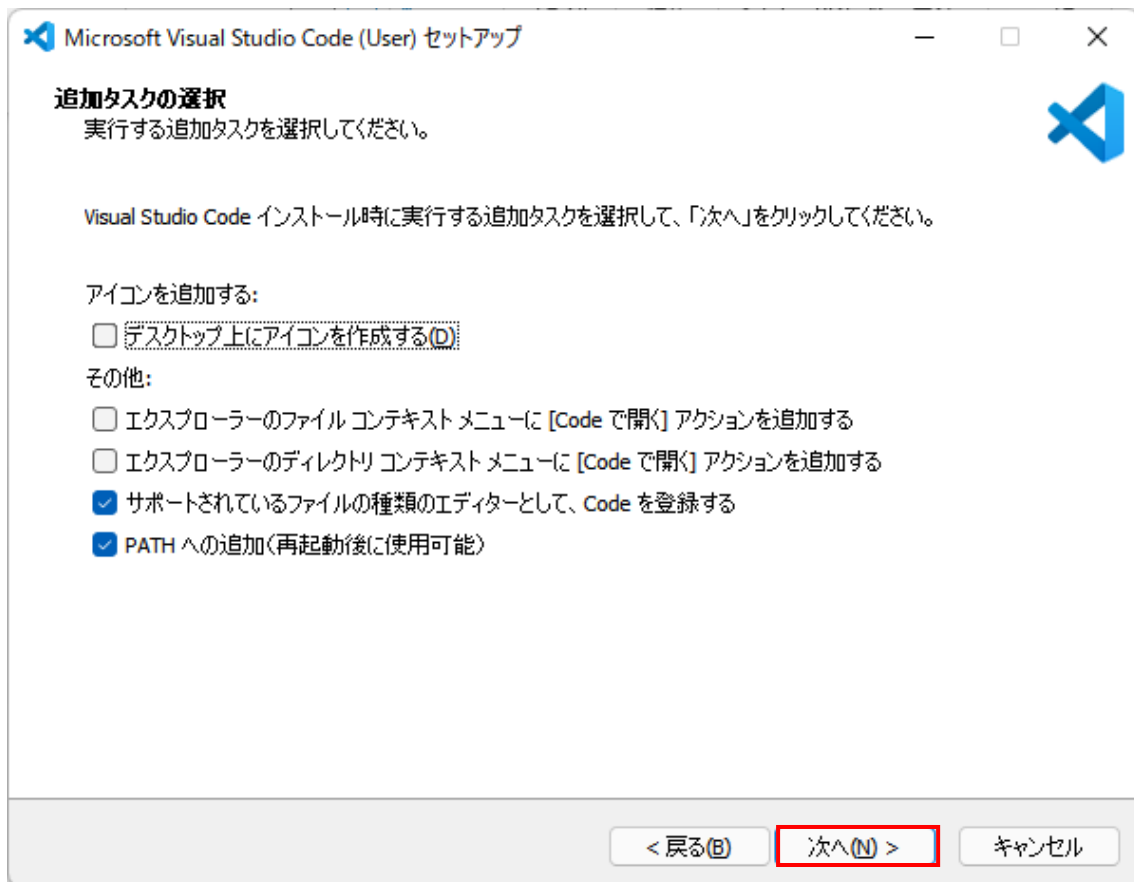 Microsoft Visual Studio Code (User) セットアップ
追加タスクの選択
実行する追加タスクを選択してください。
Visual Studio Code インストール時に実行する追加タスクを選択して、「次へ」をクリックしてください。
アイコンを追加する:
デスクトップ上にアイコンを作成する(D)
その他:
エクスプローラーのファイル コンテキスト メニューに [Code で開く] アクションを追加する
エクスプローラーのディレクトリ コンテキスト メニューに [Code で開く] アクションを追加する
サポートされているファイルの種類のエディターとして、Code を登録する
PATH への追加（再起動後に使用可能）
< 戻る(B) 次へ(N) > キャンセル